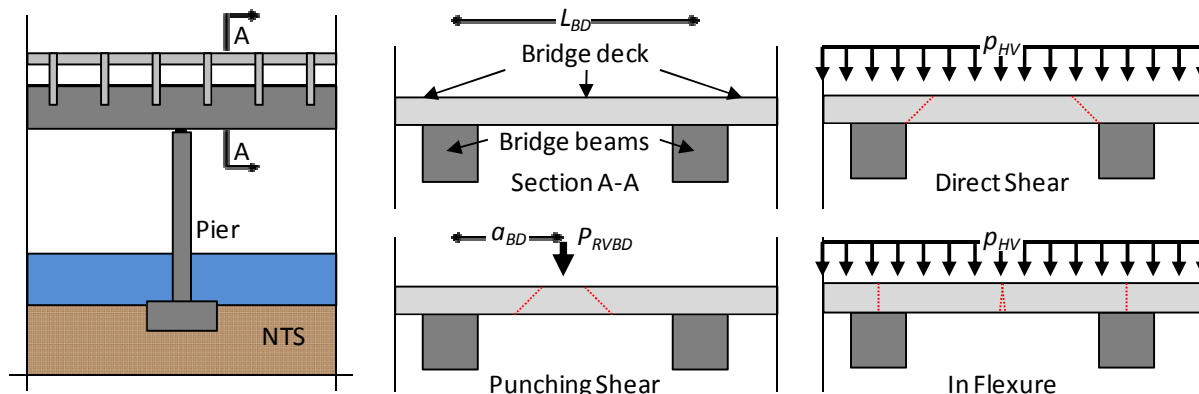 A
A
Pier
NTS
L_BD
Bridge deck
Bridge beams
Section A-A
p_HV
Direct Shear
a_BD
P_RVBD
Punching Shear
p_HV
In Flexure